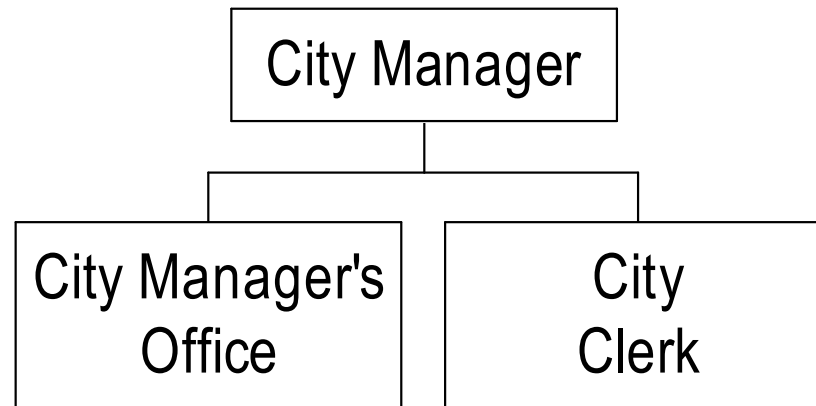 City Manager
City Manager's
Office
City
Clerk